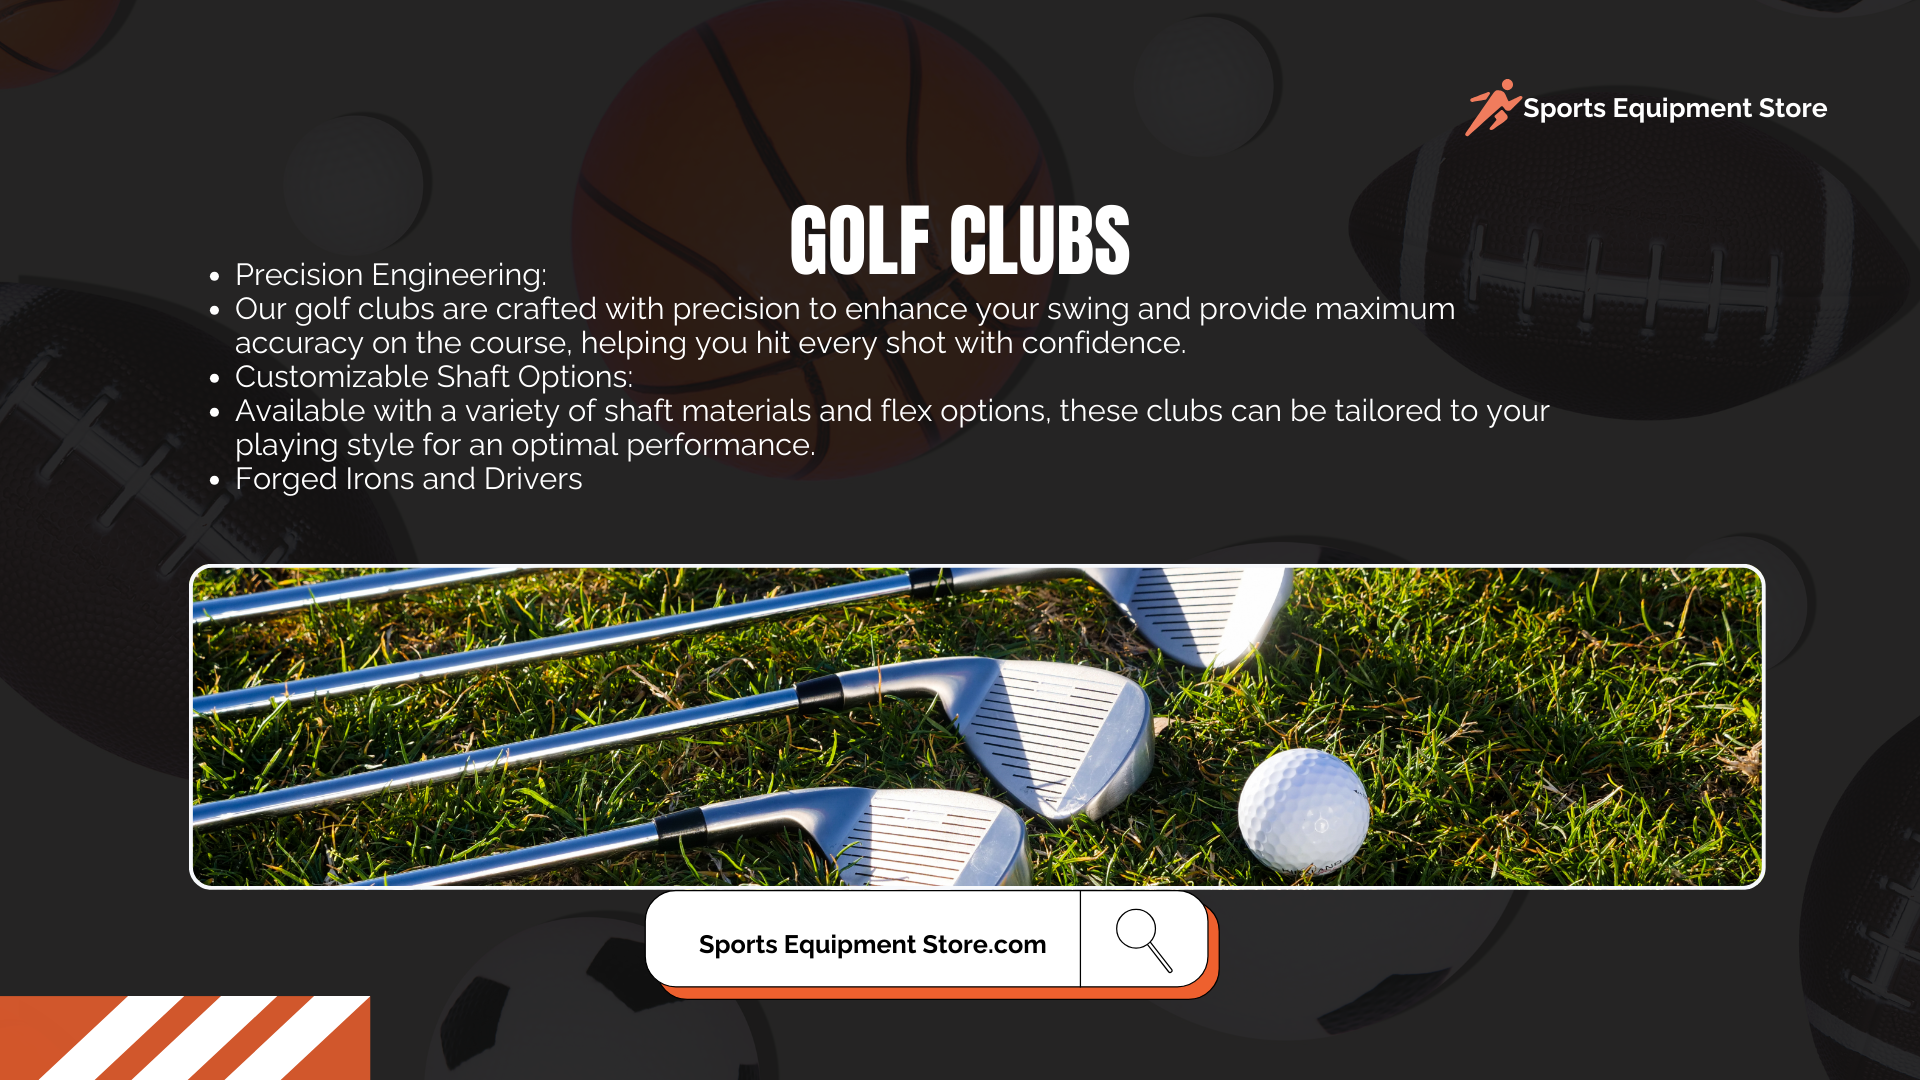 Sports Equipment Store
GOLF CLUBS
• Precision Engineering:
• Our golf clubs are crafted with precision to enhance your swing and provide maximum
accuracy on the course, helping you hit every shot with confidence.
• Customizable Shaft Options:
• Available with a variety of shaft materials and flex options, these clubs can be tailored to your
playing style for an optimal performance.
• Forged Irons and Drivers
Sports Equipment Store.com